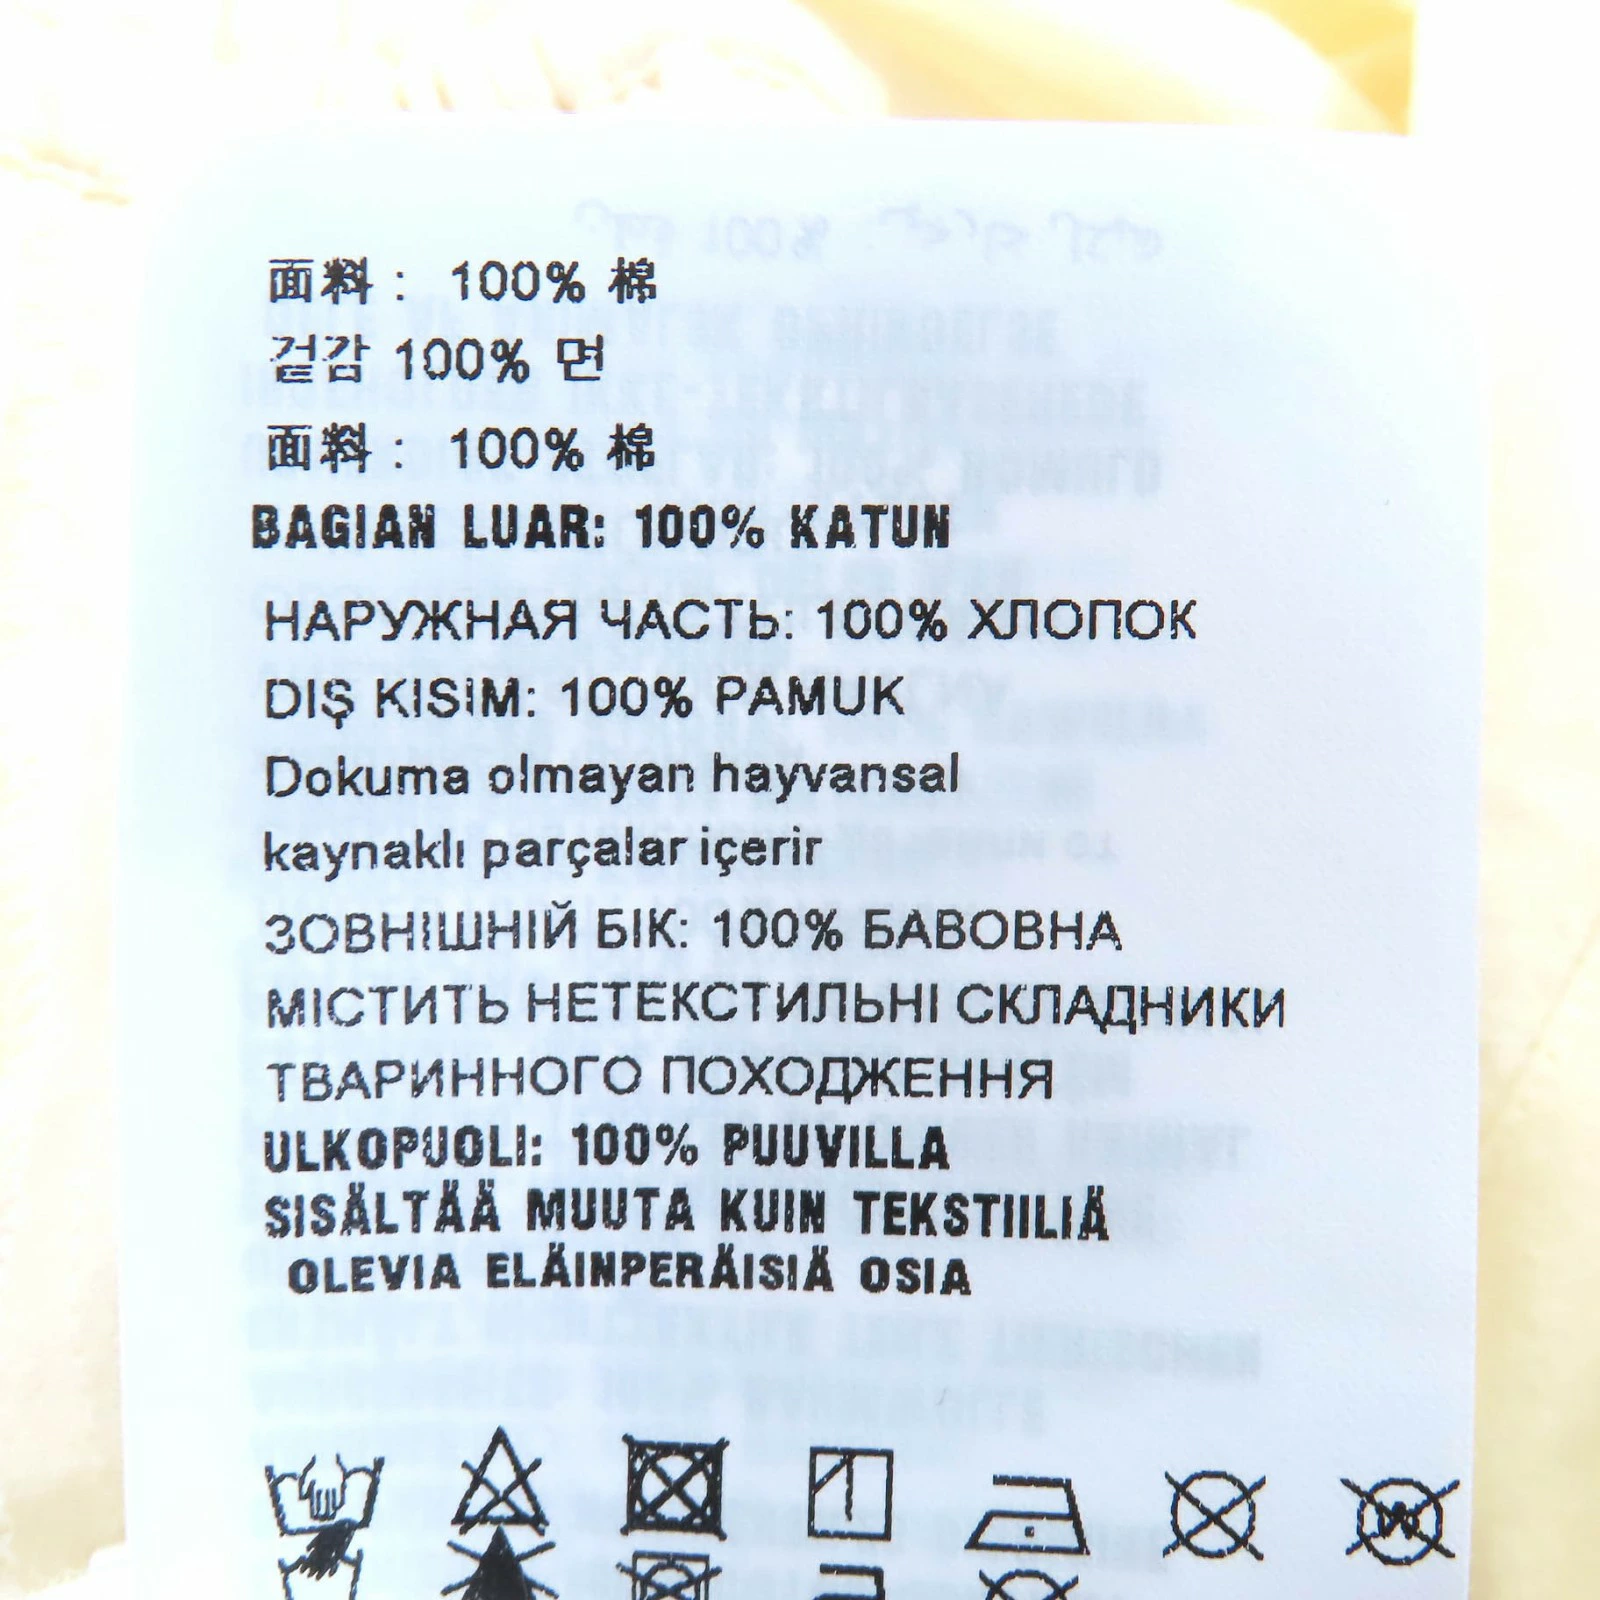 面料： 100% 棉
겉감 100% 면
面料： 100% 棉
BAGIAN LUAR: 100% KATUN
НАРУЖНАЯ ЧАСТЬ: 100% ХЛОПОК
DIŞ KISIM: 100% PAMUK
Dokuma olmayan hayvansal
kaynaklı parçalar içerir
ЗОВНІШНІЙ БІК: 100% БАВОВНА
МІСТИТЬ НЕТЕКСТИЛЬНІ СКЛАДНИКИ
ТВАРИННОГО ПОХОДЖЕННЯ
ULKOPUOLI: 100% PUUVILLA
SISÄLTÄÄ MUUTA KUIN TEKSTIILIÄ
OLEVIA ELÄINPERÄISIÄ OSIA
W